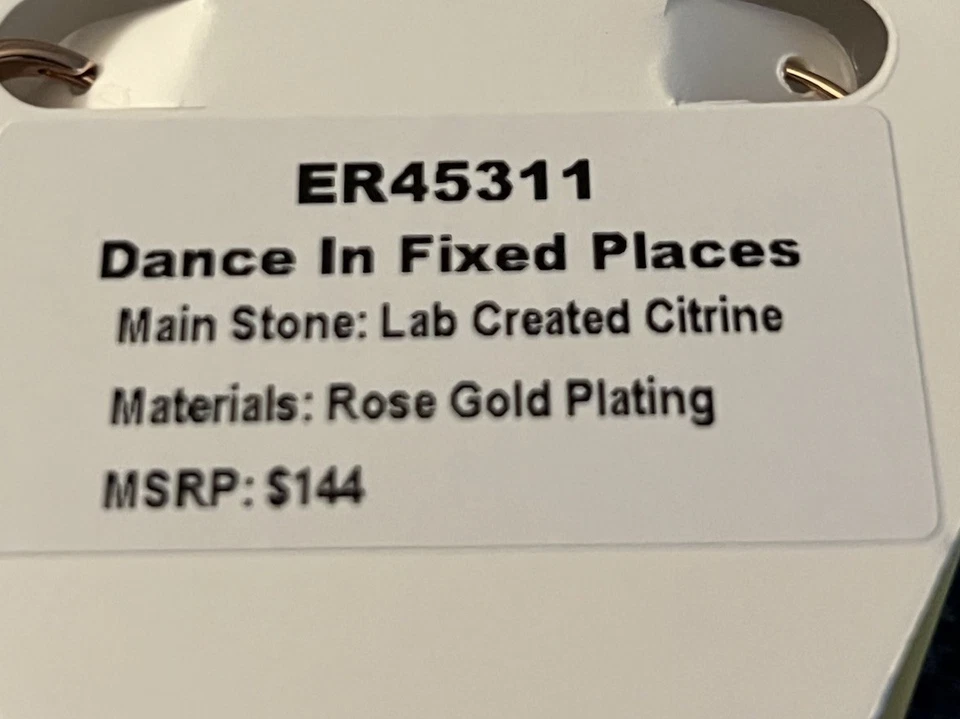 ER45311
Dance In Fixed Places
Main Stone: Lab Created Citrine
Materials: Rose Gold Plating
MSRP: $144